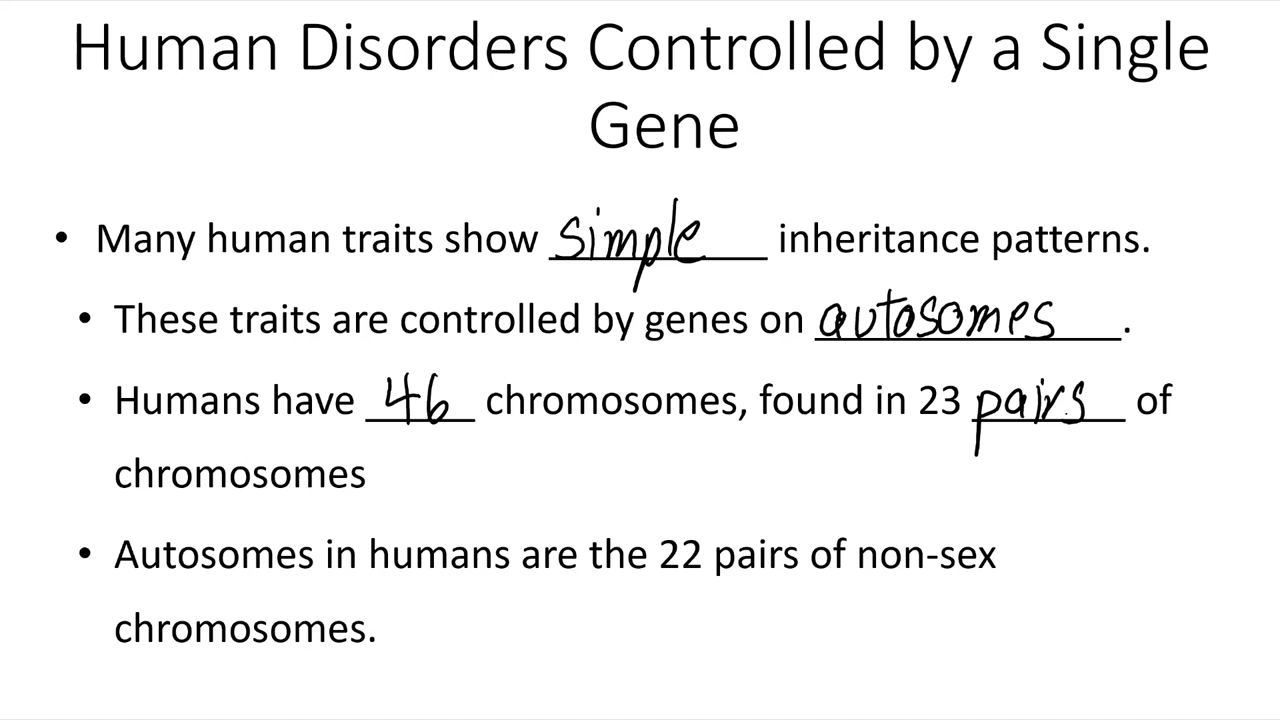 Human Disorders Controlled by a Single
Gene
• Many human traits show simple inheritance patterns.
• These traits are controlled by genes on autosomes.
• Humans have 46 chromosomes, found in 23 pairs of
chromosomes
• Autosomes in humans are the 22 pairs of non-sex
chromosomes.